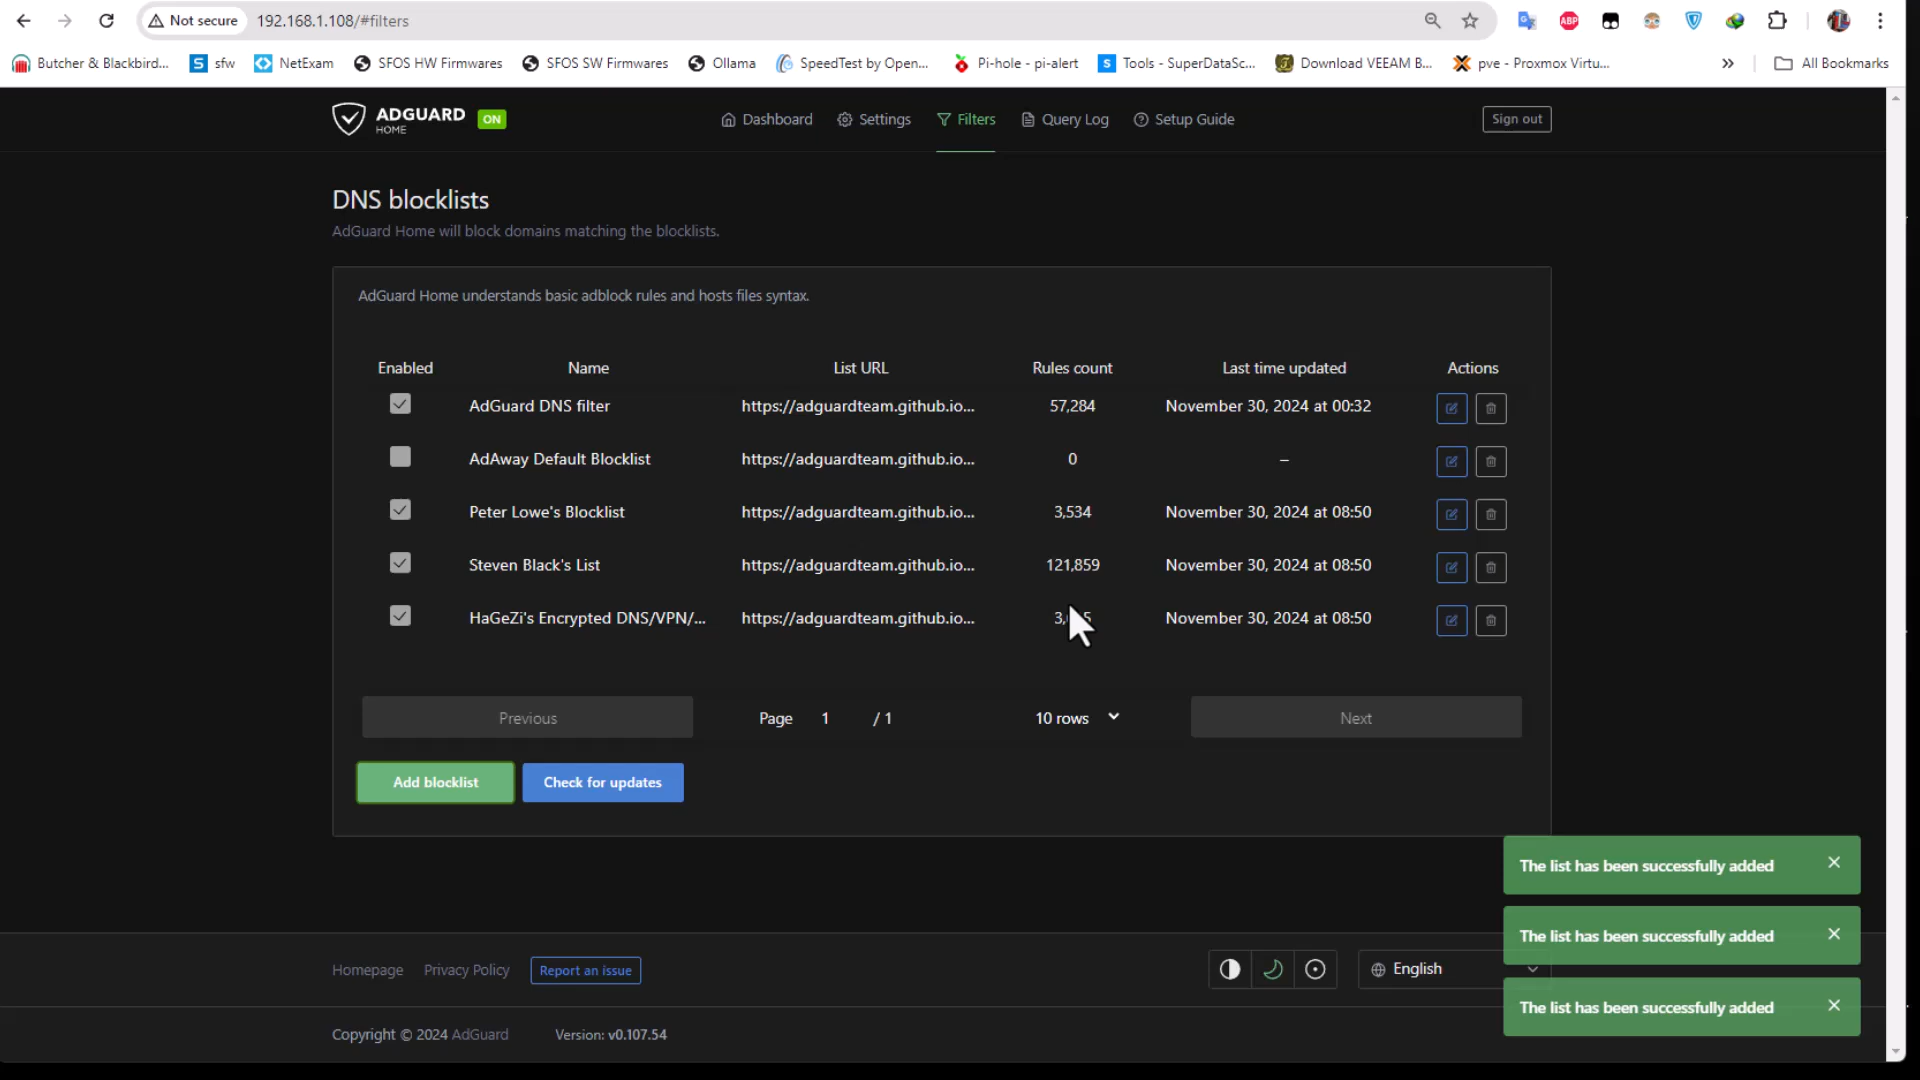 Not secure 192.168.1.108/#filters
ABP
Butcher & Blackbird... sfw NetExam SFOS HW Firmwares SFOS SW Firmwares Ollama SpeedTest by Open... Pi-hole - pi-alert Tools - SuperDataSc... Download VEEAM B... pve - Proxmox Virtu... » All Bookmarks
ADGUARD
HOME
ON
Dashboard Settings Filters Query Log Setup Guide Sign out
DNS blocklists
AdGuard Home will block domains matching the blocklists.
AdGuard Home understands basic adblock rules and hosts files syntax.
Enabled Name List URL Rules count Last time updated Actions
AdGuard DNS filter https://adguardteam.github.io... 57,284 November 30, 2024 at 00:32
AdAway Default Blocklist https://adguardteam.github.io... 0 –
Peter Lowe's Blocklist https://adguardteam.github.io... 3,534 November 30, 2024 at 08:50
Steven Black's List https://adguardteam.github.io... 121,859 November 30, 2024 at 08:50
HaGeZi's Encrypted DNS/VPN/... https://adguardteam.github.io... November 30, 2024 at 08:50
Previous Page 1 / 1 10 rows Next
Add blocklist Check for updates
The list has been successfully added
The list has been successfully added
The list has been successfully added
Homepage Privacy Policy Report an issue English
Copyright © 2024 AdGuard Version: v0.107.54